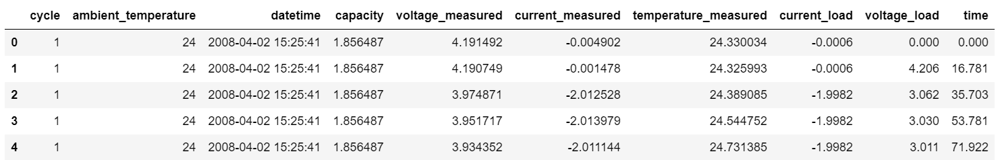 cycle ambient_temperature datetime capacity voltage_measured current_measured temperature_measured current_load voltage_load time
0 1 24 2008-04-02 15:25:41 1.856487 4.191492 -0.004902 24.330034 -0.0006 0.000 0.000
1 1 24 2008-04-02 15:25:41 1.856487 4.190749 -0.001478 24.325993 -0.0006 4.206 16.781
2 1 24 2008-04-02 15:25:41 1.856487 3.974871 -2.012528 24.389085 -1.9982 3.062 35.703
3 1 24 2008-04-02 15:25:41 1.856487 3.951717 -2.013979 24.544752 -1.9982 3.030 53.781
4 1 24 2008-04-02 15:25:41 1.856487 3.934352 -2.011144 24.731385 -1.9982 3.011 71.922